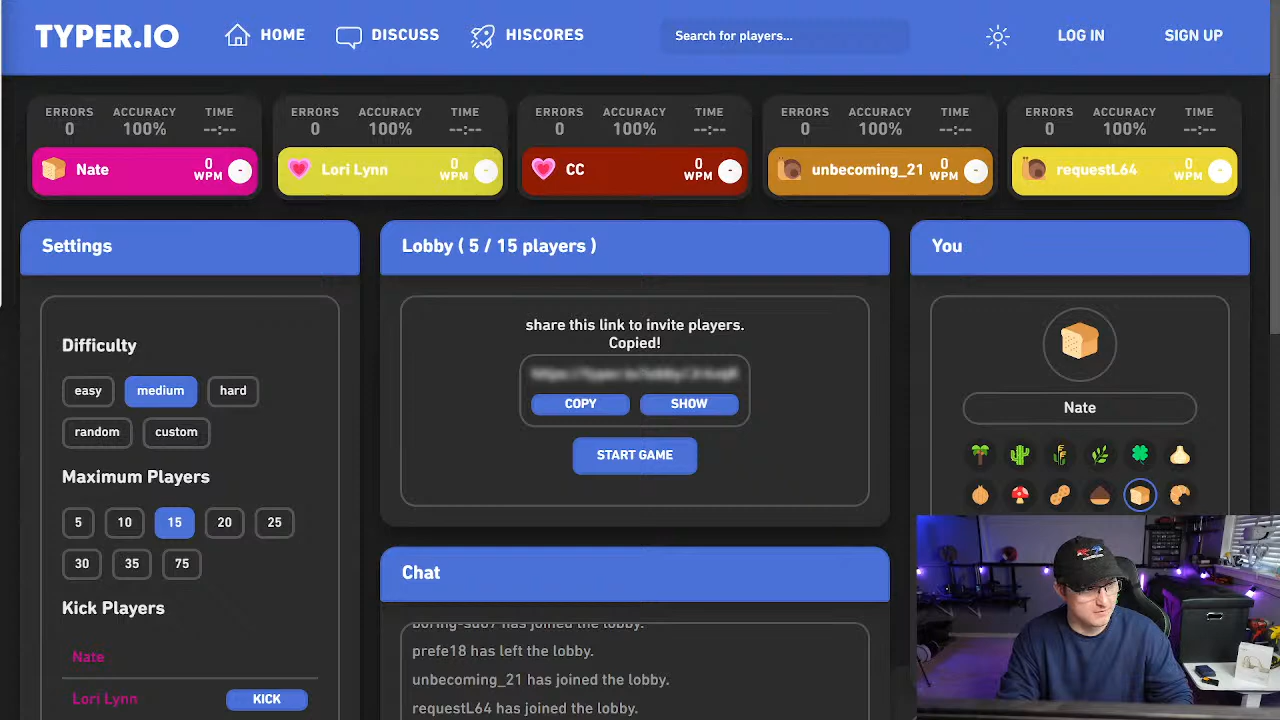 TYPER.IO
HOME
DISCUSS
HISCORES
Search for players...
LOG IN
SIGN UP
ERRORS ACCURACY TIME
0 100% --:--
Nate 0 WPM -
ERRORS ACCURACY TIME
0 100% --:--
Lori Lynn 0 WPM -
ERRORS ACCURACY TIME
0 100% --:--
CC 0 WPM -
ERRORS ACCURACY TIME
0 100% --:--
unbecoming_21 0 WPM -
ERRORS ACCURACY TIME
0 100% --:--
requestL64 0 WPM -
Settings
Difficulty
easy medium hard
random custom
Maximum Players
5 10 15 20 25
30 35 75
Kick Players
Nate
Lori Lynn KICK
Lobby ( 5 / 15 players )
share this link to invite players.
Copied!
COPY SHOW
START GAME
Chat
has joined the lobby.
prefe18 has left the lobby.
unbecoming_21 has joined the lobby.
requestL64 has joined the lobby.
You
Nate